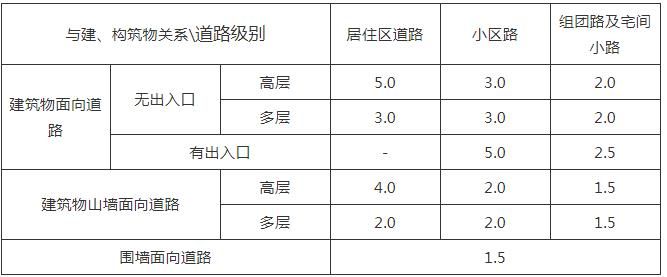 与建、构筑物关系\道路级别 居住区道路 小区路 组团路及宅间
小路
建筑物面向道
路 无出入口 高层 5.0 3.0 2.0
多层 3.0 3.0 2.0
有出入口 - 5.0 2.5
建筑物山墙面向道路 高层 4.0 2.0 1.5
多层 2.0 2.0 1.5
围墙面向道路 1.5